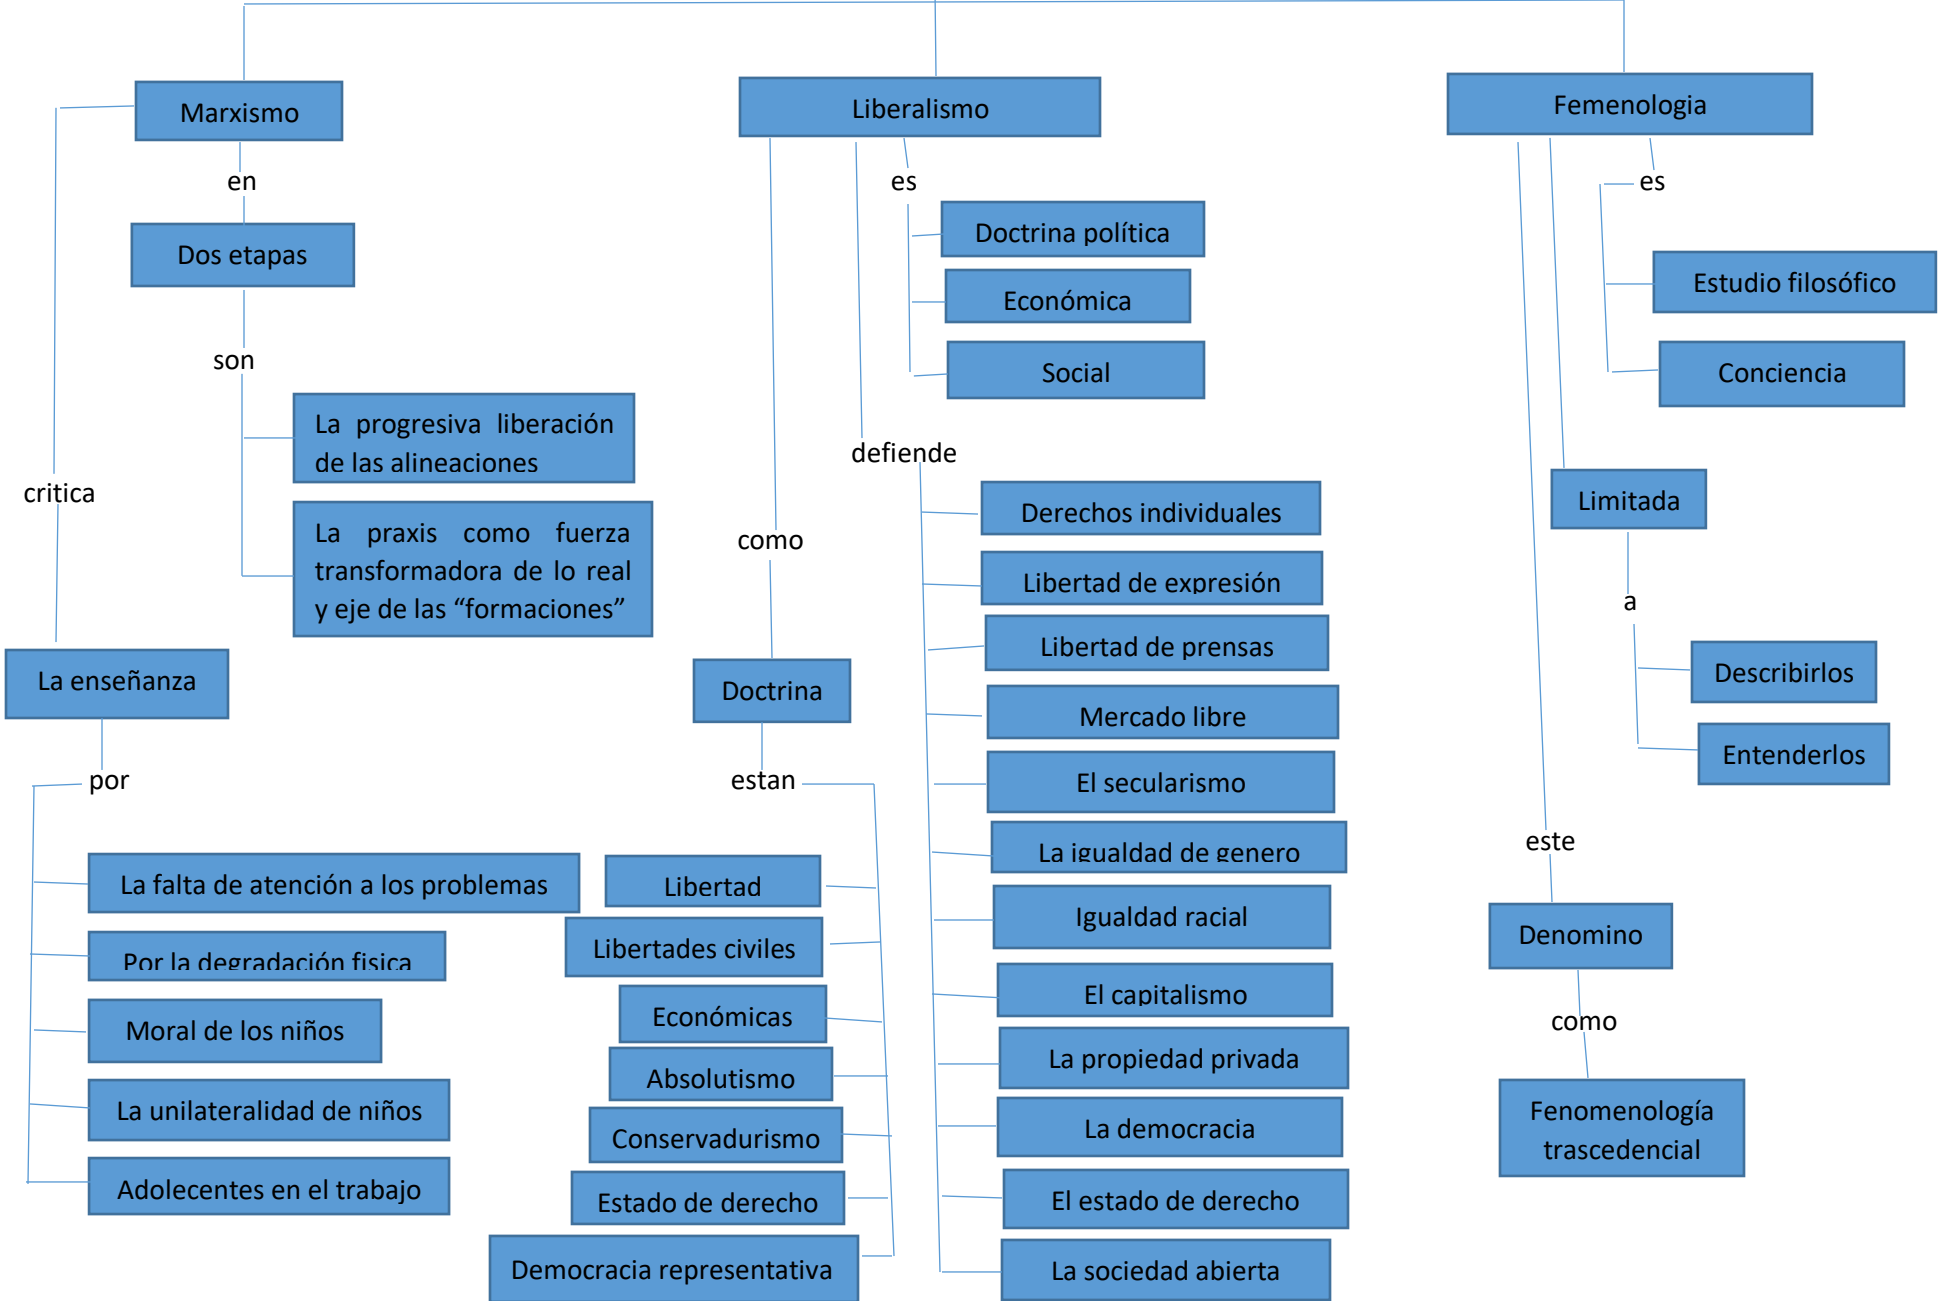 Marxismo
en
Dos etapas
son
La progresiva liberación
de las alineaciones
La praxis como fuerza
transformadora de lo real
y eje de las “formaciones”
critica
La enseñanza
por
La falta de atención a los problemas
Por la degradación fisica
Moral de los niños
La unilateralidad de niños
Adolecentes en el trabajo
Liberalismo
es
Doctrina política
Económica
Social
defiende
Derechos individuales
Libertad de expresión
Libertad de prensas
Mercado libre
El secularismo
La igualdad de genero
Igualdad racial
El capitalismo
La propiedad privada
La democracia
El estado de derecho
La sociedad abierta
como
Doctrina
estan
Libertad
Libertades civiles
Económicas
Absolutismo
Conservadurismo
Estado de derecho
Democracia representativa
Femenologia
es
Estudio filosófico
Conciencia
Limitada
a
Describirlos
Entenderlos
este
Denomino
como
Fenomenología
trascedencial